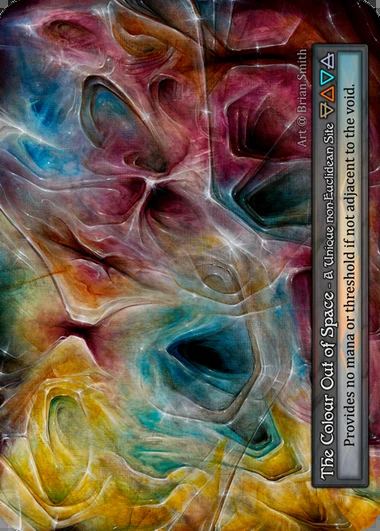 The Colour Out of Space - A Unique non-Euclidean Site
Provides no mana or threshold if not adjacent to the void.
Art @ Brian Smith